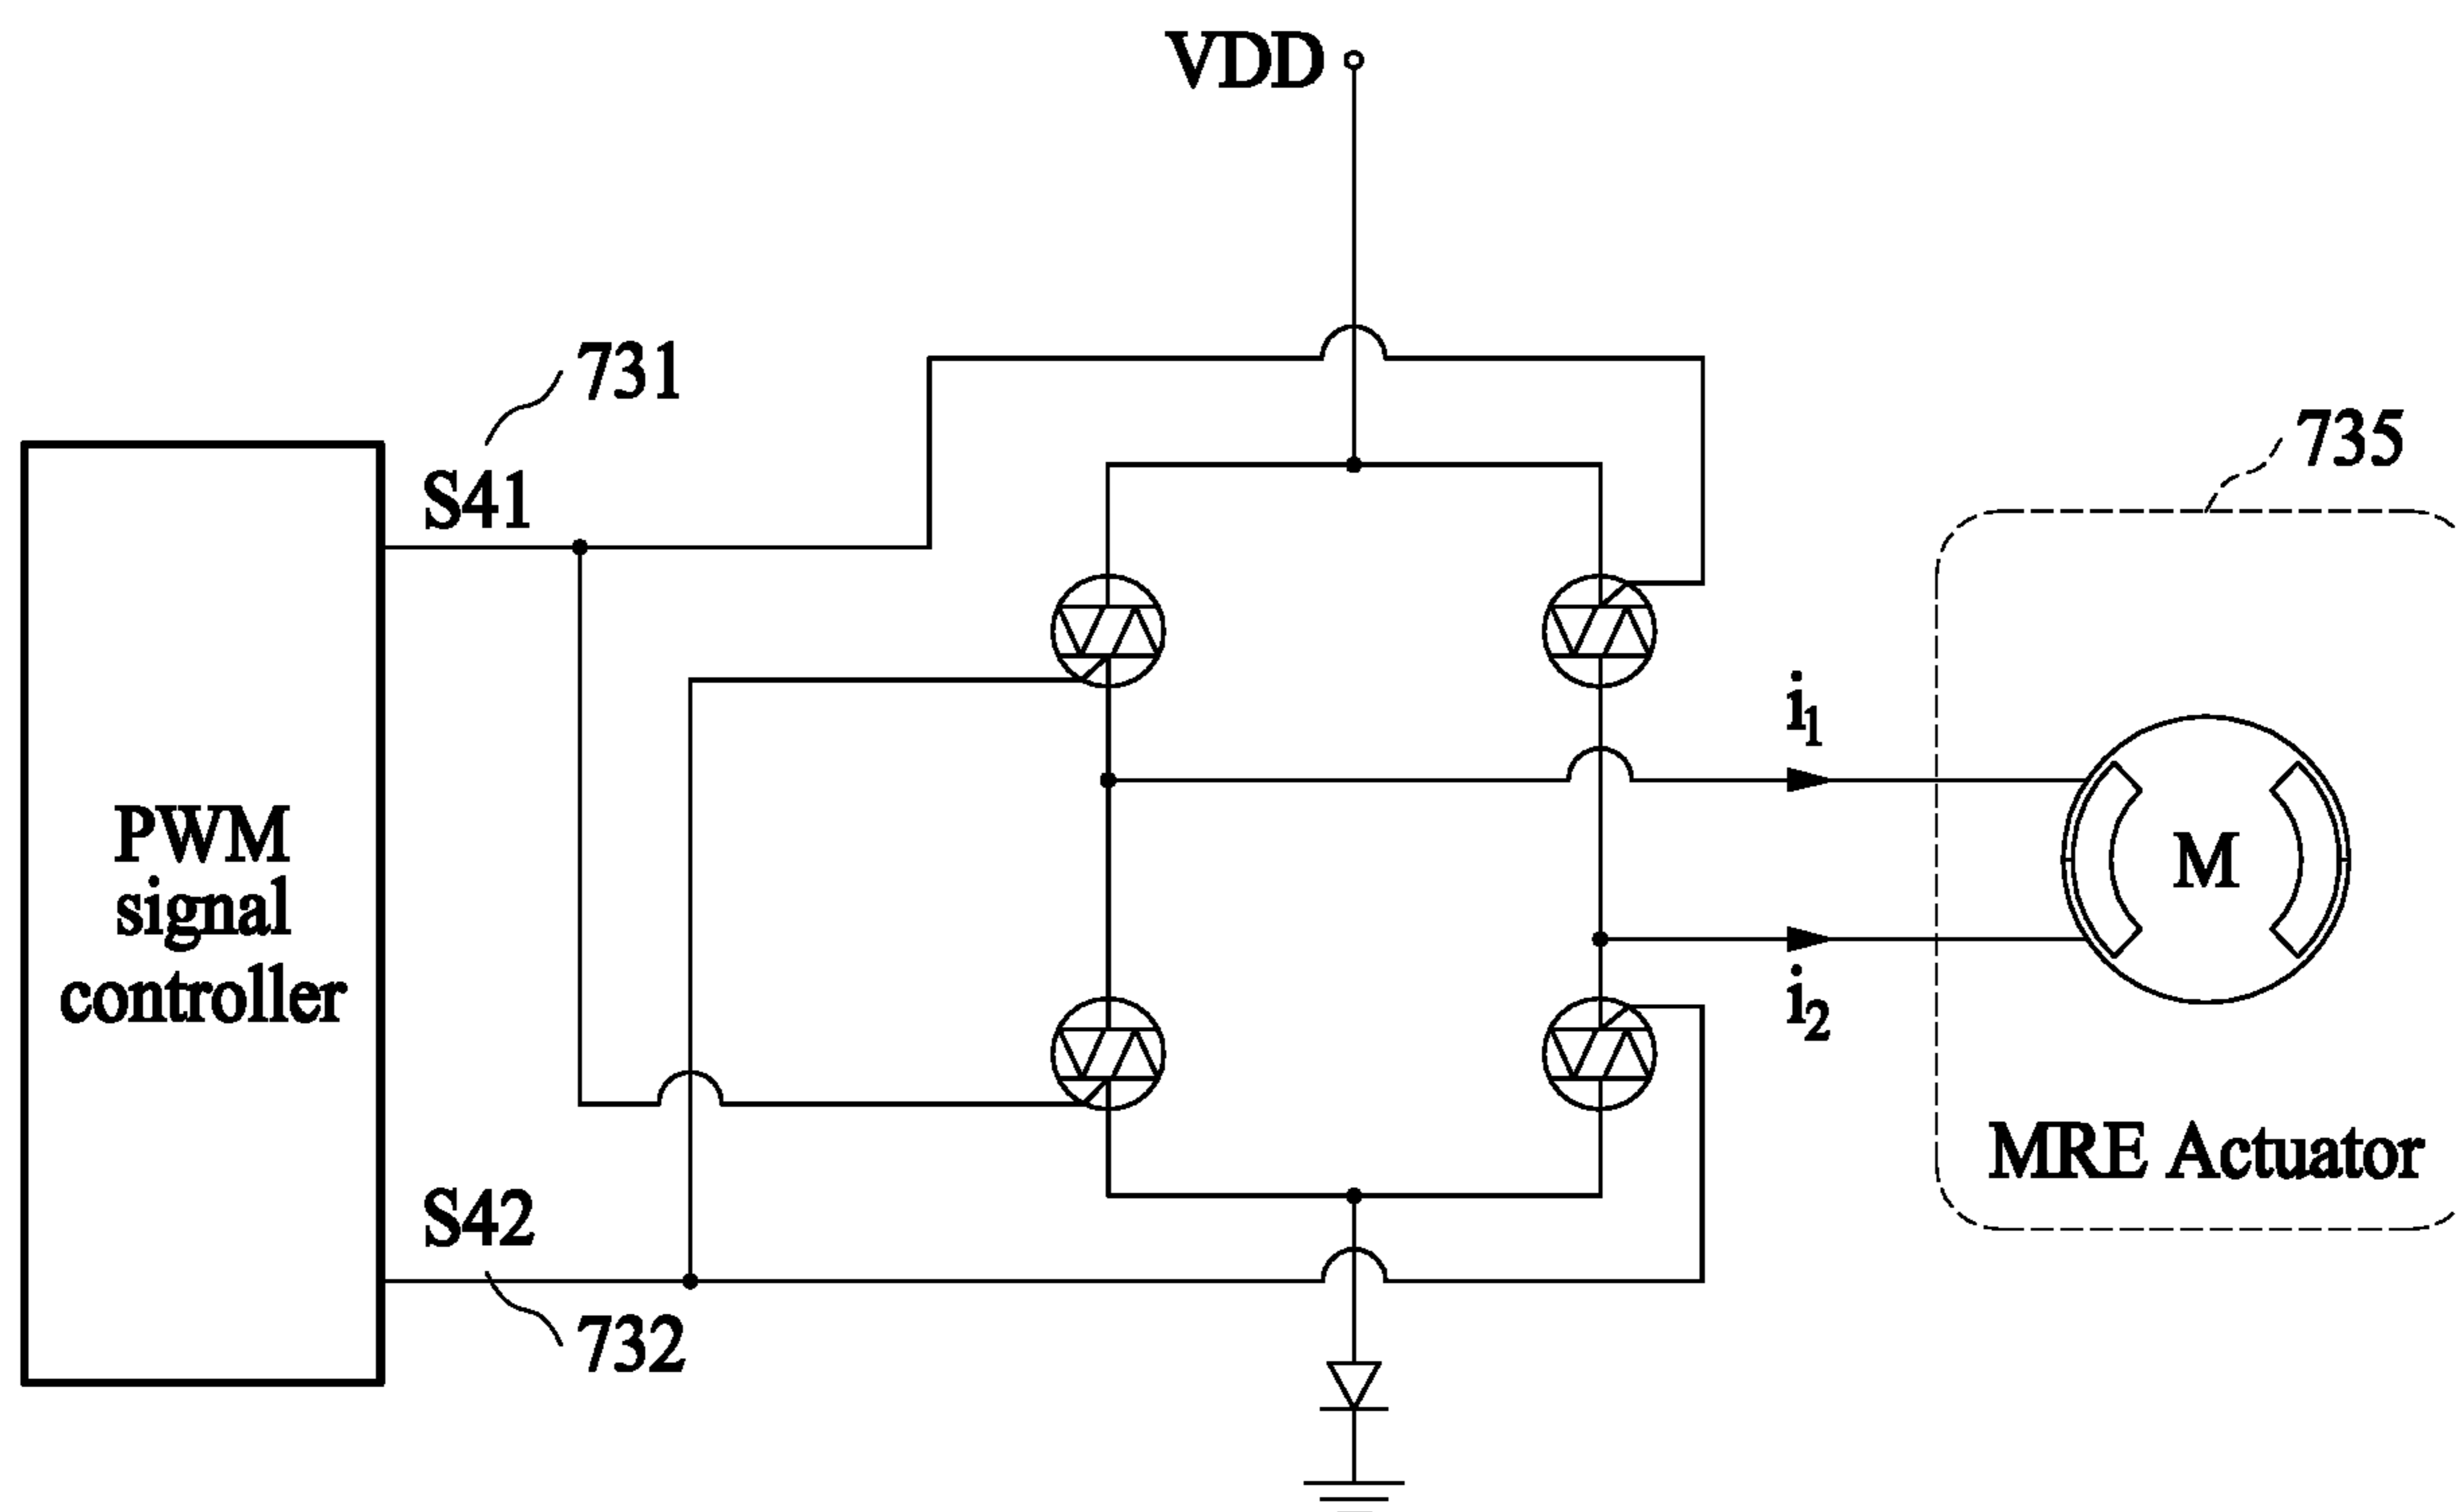 VDD
731
S41
735
i1
PWM
signal
controller
M
i2
MRE Actuator
S42
732